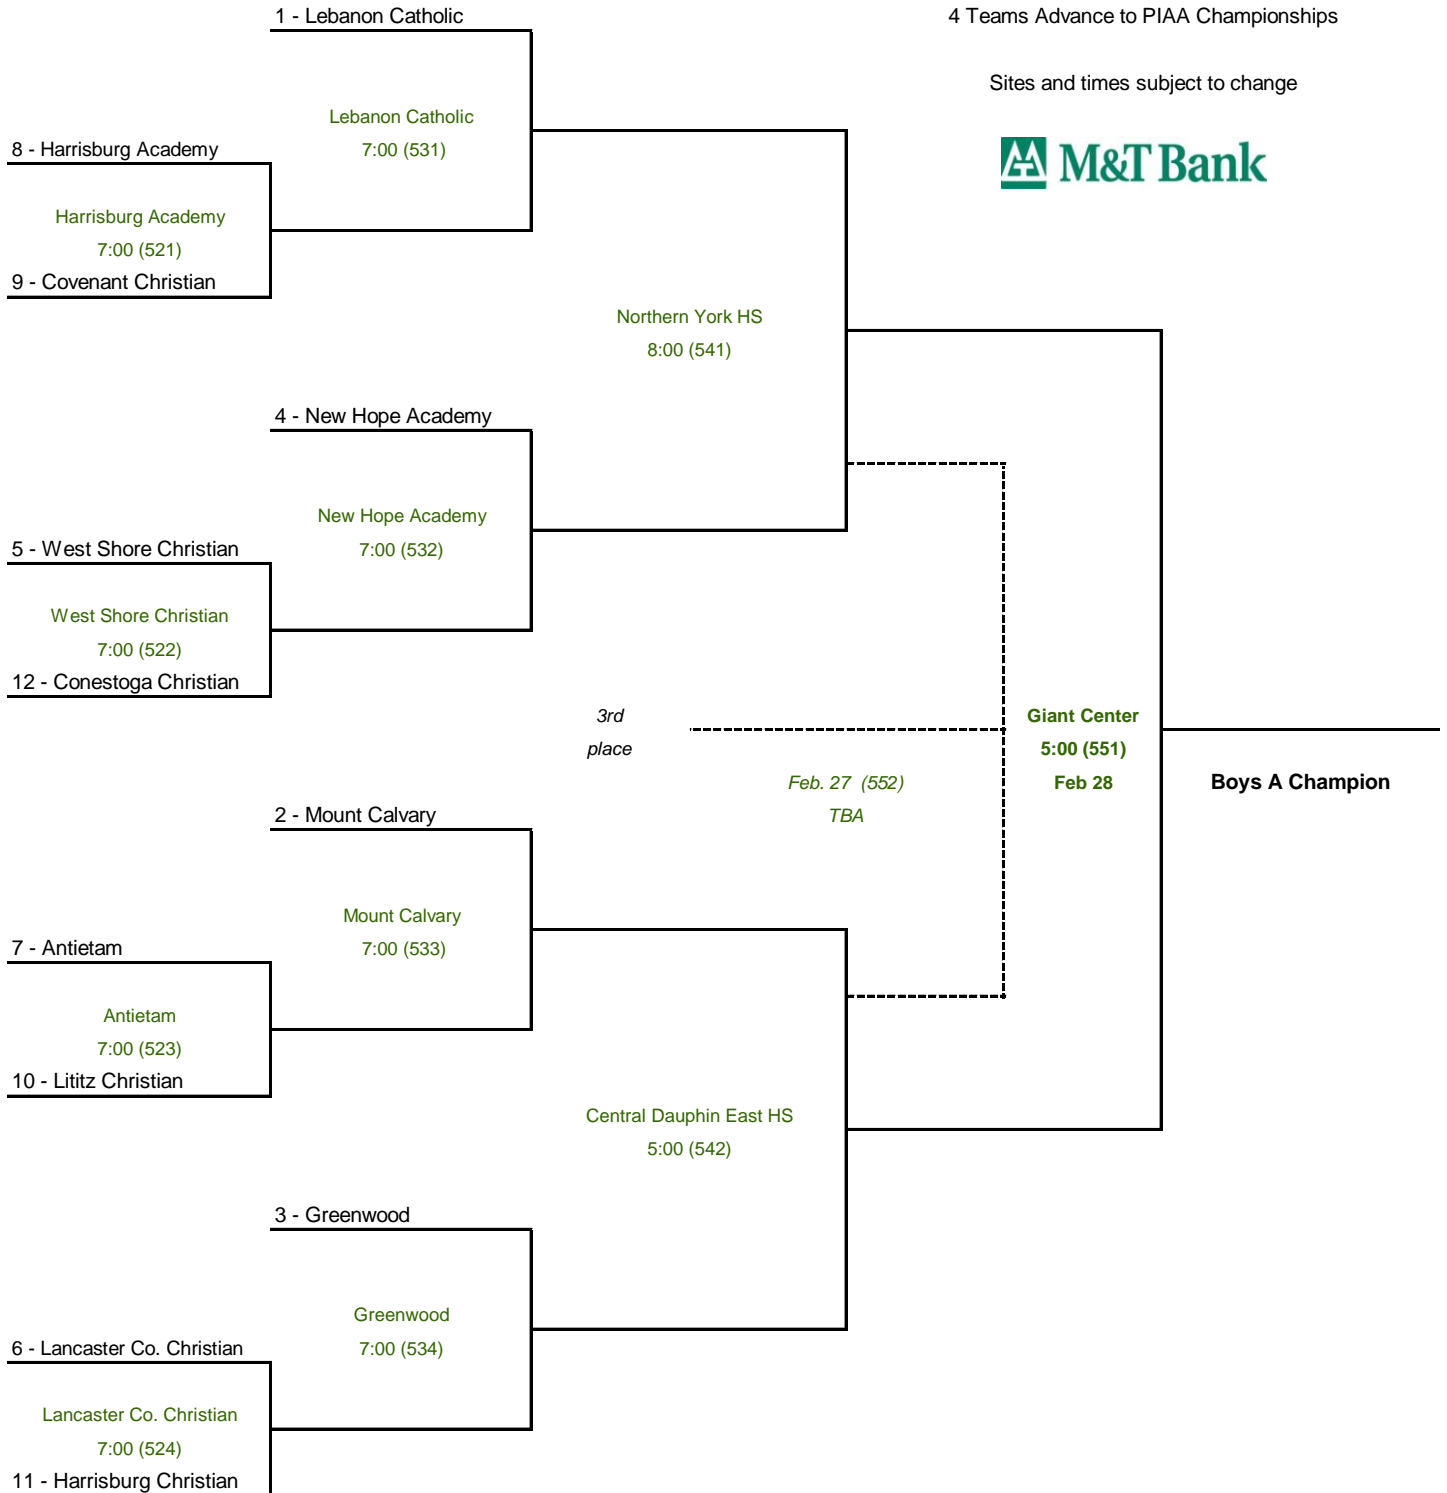 1 - Lebanon Catholic
4 Teams Advance to PIAA Championships
Sites and times subject to change
M&T Bank
Lebanon Catholic
7:00 (531)
8 - Harrisburg Academy
Harrisburg Academy
7:00 (521)
9 - Covenant Christian
Northern York HS
8:00 (541)
4 - New Hope Academy
New Hope Academy
7:00 (532)
5 - West Shore Christian
West Shore Christian
7:00 (522)
12 - Conestoga Christian
3rd
place
Feb. 27 (552)
TBA
Giant Center
5:00 (551)
Feb 28
Boys A Champion
2 - Mount Calvary
Mount Calvary
7:00 (533)
7 - Antietam
Antietam
7:00 (523)
10 - Lititz Christian
Central Dauphin East HS
5:00 (542)
3 - Greenwood
Greenwood
7:00 (534)
6 - Lancaster Co. Christian
Lancaster Co. Christian
7:00 (524)
11 - Harrisburg Christian